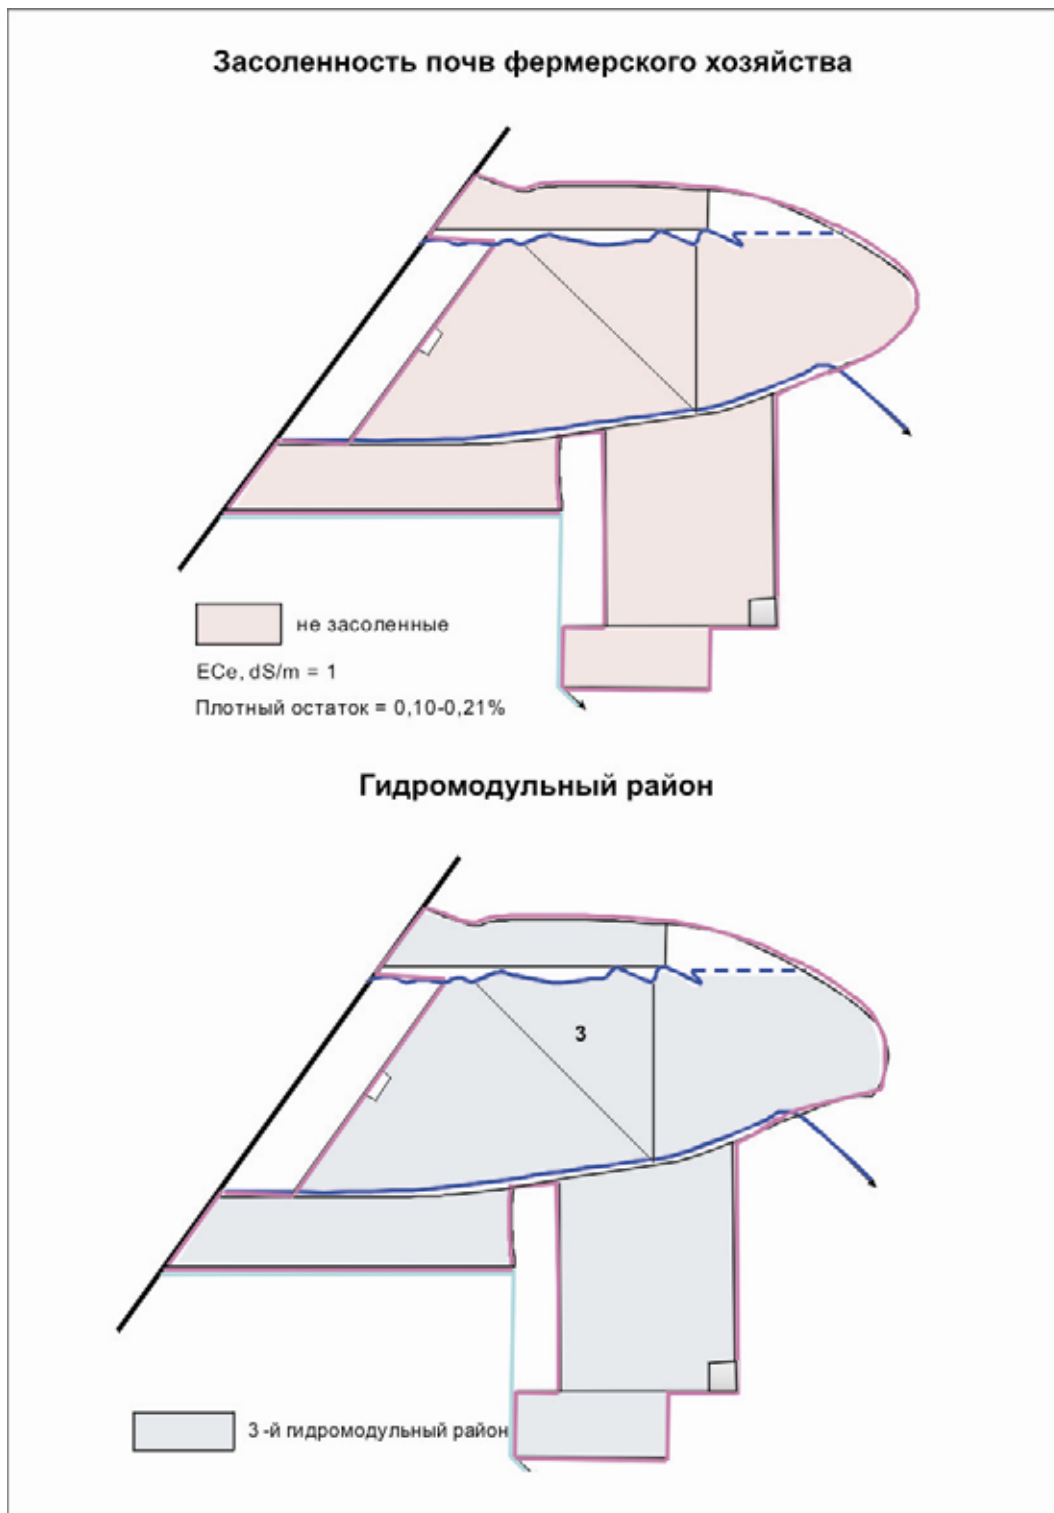 Засоленность почв фермерского хозяйства
не засоленные
ECe, dS/m = 1
Плотный остаток = 0,10-0,21%
Гидромодульный район
3
3 -й гидромодульный район